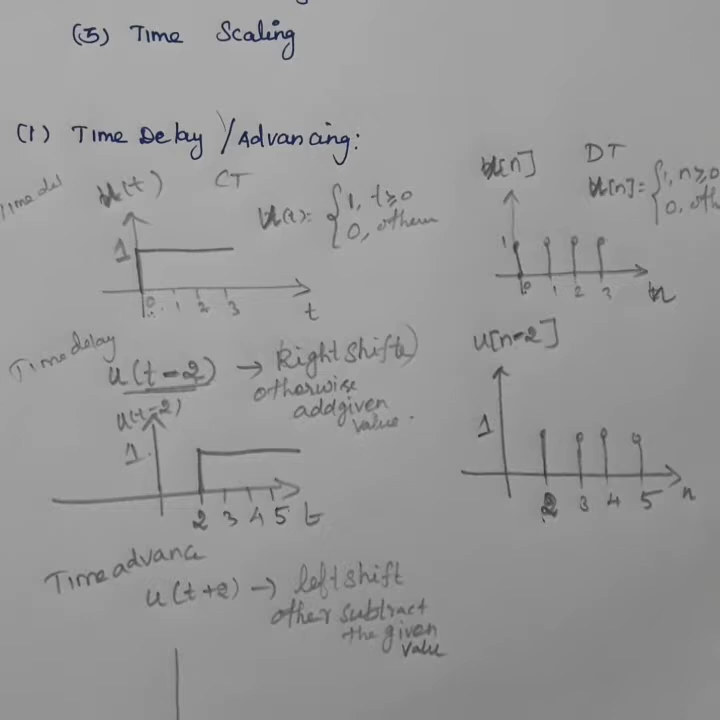 (5) Time Scaling
(1) Time Delay / Advancing:
Time del
u(t) CT
u(t)= {1, t≥0
0, otherw
1
0 1 2 3
t
u[n] DT
u[n]= {1, n≥0
0, oth
1
0 1 2 3
n
Time delay
u(t-2) → Right Shift
otherwise
add given
value.
u(t-2)
1
2 3 4 5 t
u[n-2]
1
2 3 4 5 n
Time advance
u(t+2) → left shift
other subtract
the given
value